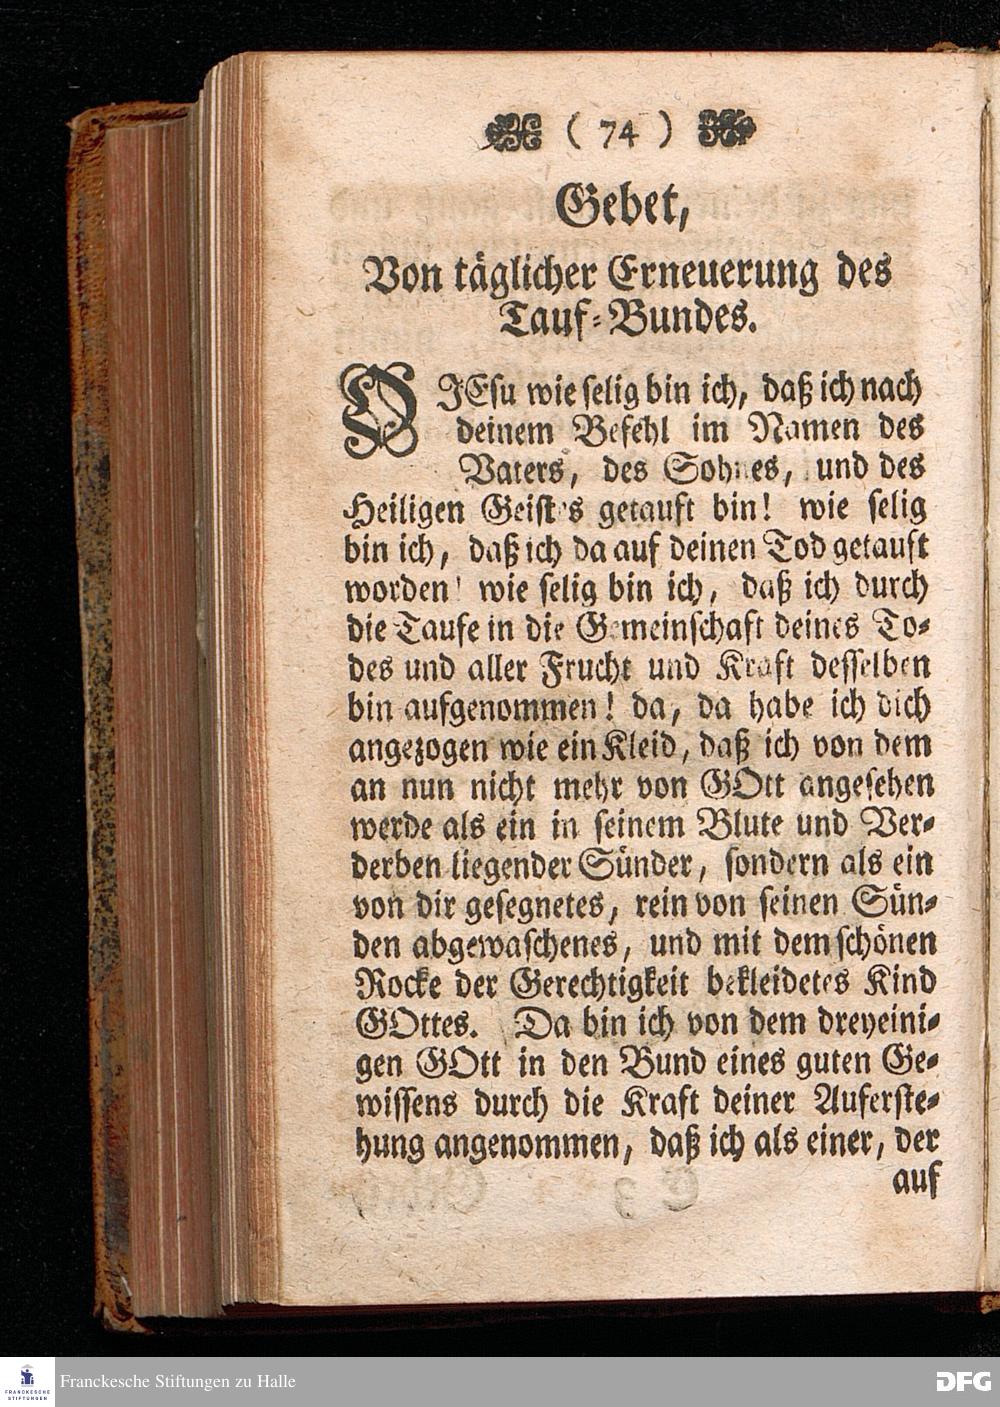 ( 74 )
Gebet,
Von täglicher Erneuerung des
Tauf-Bundes.
O JEsu wie selig bin ich, daß ich nach
deinem Befehl im Namen des
Vaters, des Sohnes, und des
Heiligen Geistes getauft bin! wie selig
bin ich, daß ich da auf deinen Tod getauft
worden! wie selig bin ich, daß ich durch
die Taufe in die Gemeinschaft deines To-
des und aller Frucht und Kraft desselben
bin aufgenommen! da, da habe ich dich
angezogen wie ein Kleid, daß ich von dem
an nun nicht mehr von GOtt angesehen
werde als ein in seinem Blute und Ver-
derben liegender Sünder, sondern als ein
von dir gesegnetes, rein von seinen Sün-
den abgewaschenes, und mit dem schönen
Rocke der Gerechtigkeit bekleidetes Kind
GOttes. Da bin ich von dem dreyeini-
gen GOtt in den Bund eines guten Ge-
wissens durch die Kraft deiner Auferste-
hung angenommen, daß ich als einer, der
auf
FRANCKESCHE
STIFTUNGEN
Franckesche Stiftungen zu Halle
DFG